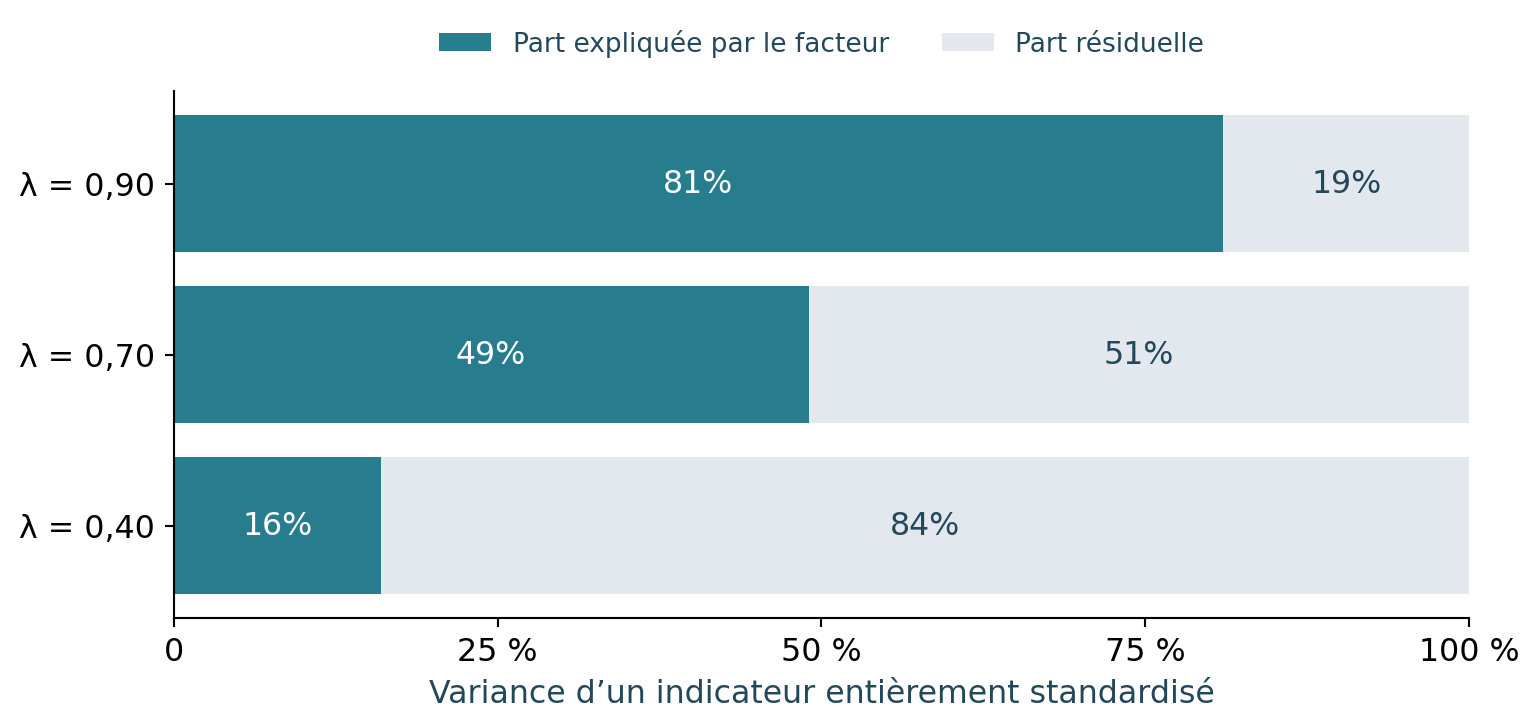 Part expliquée par le facteur Part résiduelle
λ = 0,90 81% 19%
λ = 0,70 49% 51%
λ = 0,40 16% 84%
0 25 % 50 % 75 % 100 %
Variance d’un indicateur entièrement standardisé